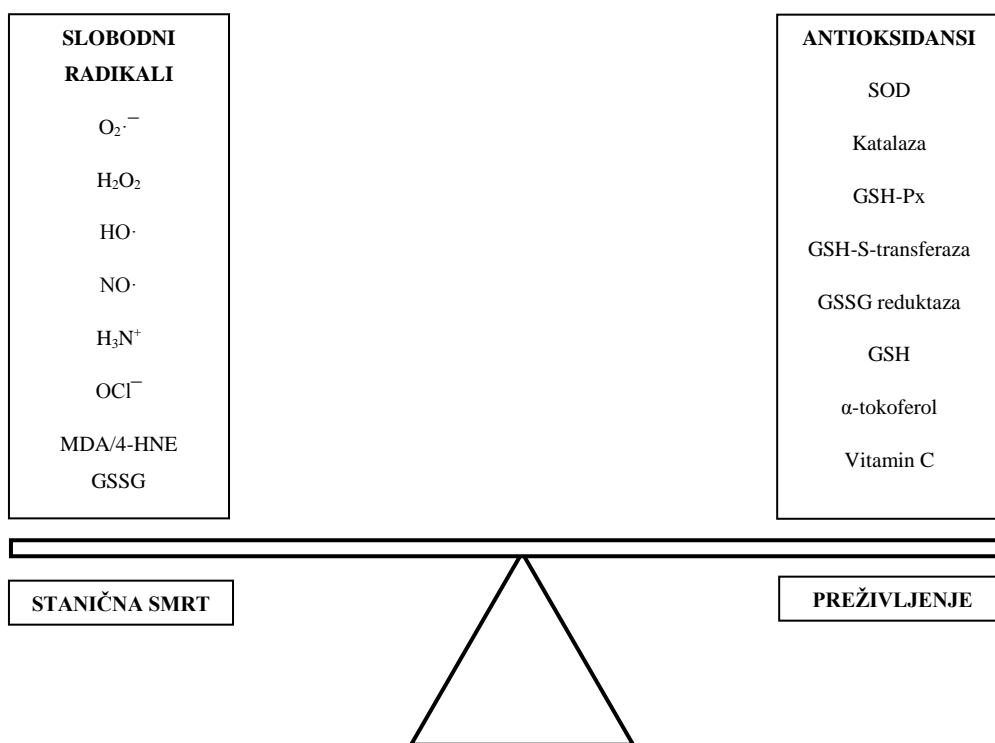 SLOBODNI
RADIKALI
O₂·¯
H₂O₂
HO·
NO·
H₃N⁺
OCl¯
MDA/4-HNE
GSSG
STANIČNA SMRT
ANTIOKSIDANSI
SOD
Katalaza
GSH-Px
GSH-S-transferaza
GSSG reduktaza
GSH
α-tokoferol
Vitamin C
PREŽIVLJENJE